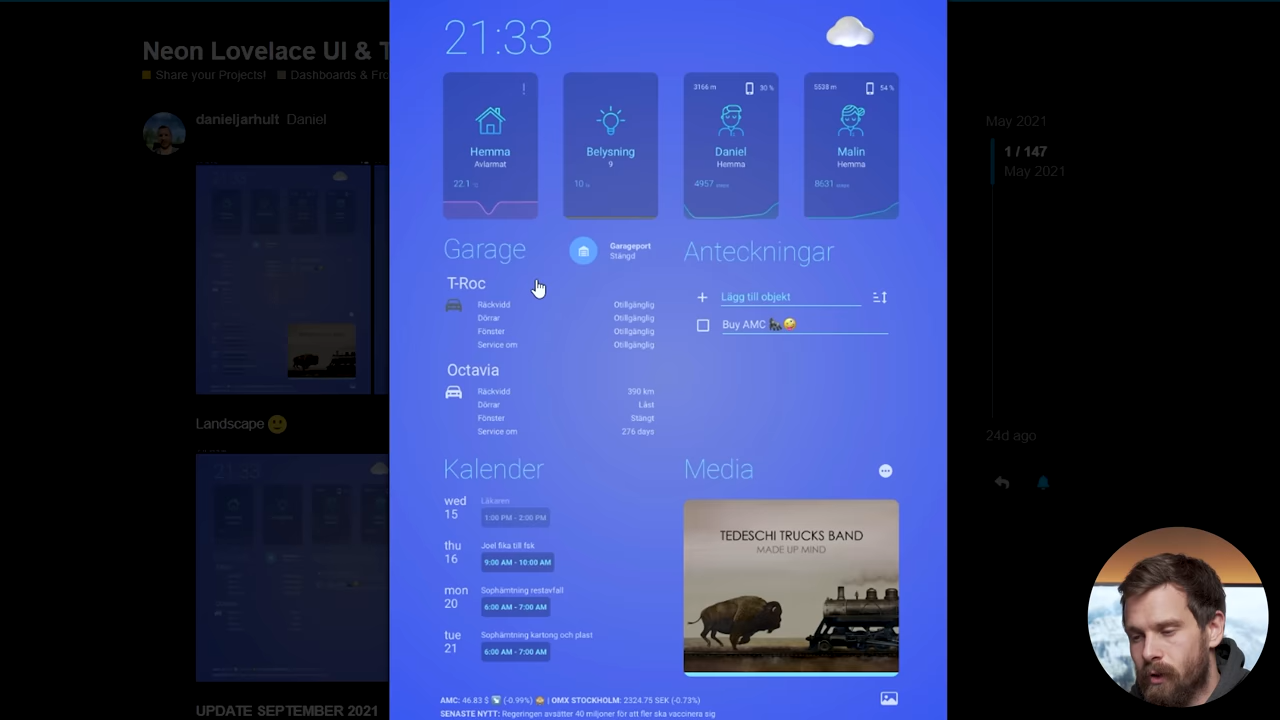 Neon Lovelace UI & T
Share your Projects!  Dashboards & Fro
danieljarhult Daniel
Landscape 🙂
UPDATE SEPTEMBER 2021
21:33
Hemma
Avlarmat
22.1 °C
Belysning
9
10
3166 m 30 %
Daniel
Hemma
4957
5538 m 54 %
Malin
Hemma
8631
Garage
Garageport
Stängd
T-Roc
Räckvidd Otillgänglig
Dörrar Otillgänglig
Fönster Otillgänglig
Service om Otillgänglig
Octavia
Räckvidd 390 km
Dörrar Låst
Fönster Stängt
Service om 276 days
Anteckningar
+ Lägg till objekt
Buy AMC 🦍🤪
Kalender
wed
15
Läkaren
1:00 PM - 2:00 PM
thu
16
Joel fika till fsk
9:00 AM - 10:00 AM
mon
20
Sophämtning restavfall
6:00 AM - 7:00 AM
tue
21
Sophämtning kartong och plast
6:00 AM - 7:00 AM
Media
TEDESCHI TRUCKS BAND
MADE UP MIND
AMC: 46.83 $ (-0.99%) | OMX STOCKHOLM: 2324.75 SEK (-0.73%)
SENASTE NYTT: Regeringen avsätter 40 miljoner för att fler ska vaccinera sig
May 2021
1 / 147
May 2021
24d ago